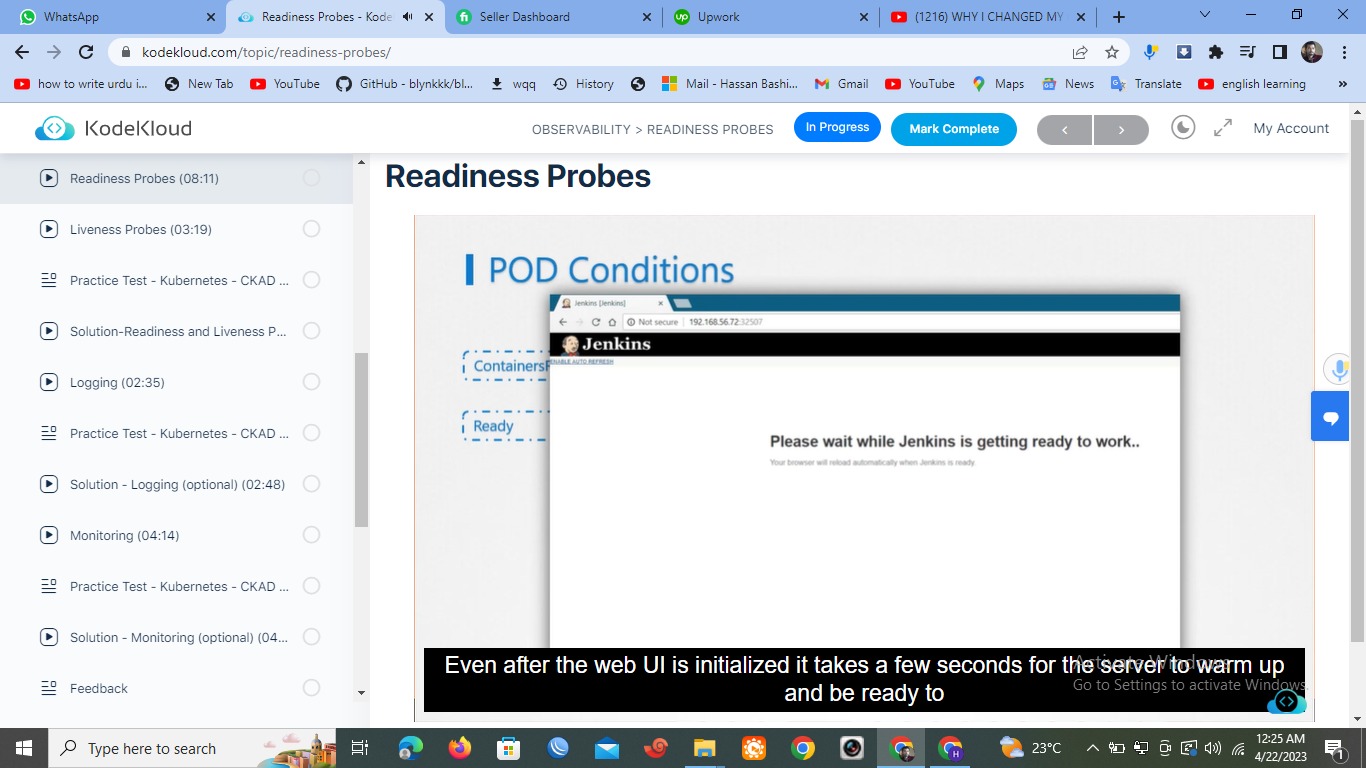 WhatsApp
Readiness Probes - Kode
Seller Dashboard
Upwork
(1216) WHY I CHANGED MY
kodekloud.com/topic/readiness-probes/
how to write urdu i...
New Tab
YouTube
GitHub - blynkkk/bl...
wqq
History
Mail - Hassan Bashi...
Gmail
YouTube
Maps
News
Translate
english learning
»
KodeKloud
OBSERVABILITY > READINESS PROBES
In Progress
Mark Complete
My Account
Readiness Probes (08:11)
Liveness Probes (03:19)
Practice Test - Kubernetes - CKAD ...
Solution-Readiness and Liveness P...
Logging (02:35)
Practice Test - Kubernetes - CKAD ...
Solution - Logging (optional) (02:48)
Monitoring (04:14)
Practice Test - Kubernetes - CKAD ...
Solution - Monitoring (optional) (04...
Feedback
Readiness Probes
POD Conditions
Jenkins [Jenkins]
Not secure
192.168.56.72:32507
Jenkins
ENABLE AUTO REFRESH
Ready
Please wait while Jenkins is getting ready to work..
Your browser will reload automatically when Jenkins is ready.
Even after the web UI is initialized it takes a few seconds for the server to warm up
and be ready to
Activate Windows
Go to Settings to activate Windows.
Type here to search
23°C
12:25 AM
4/22/2023
1